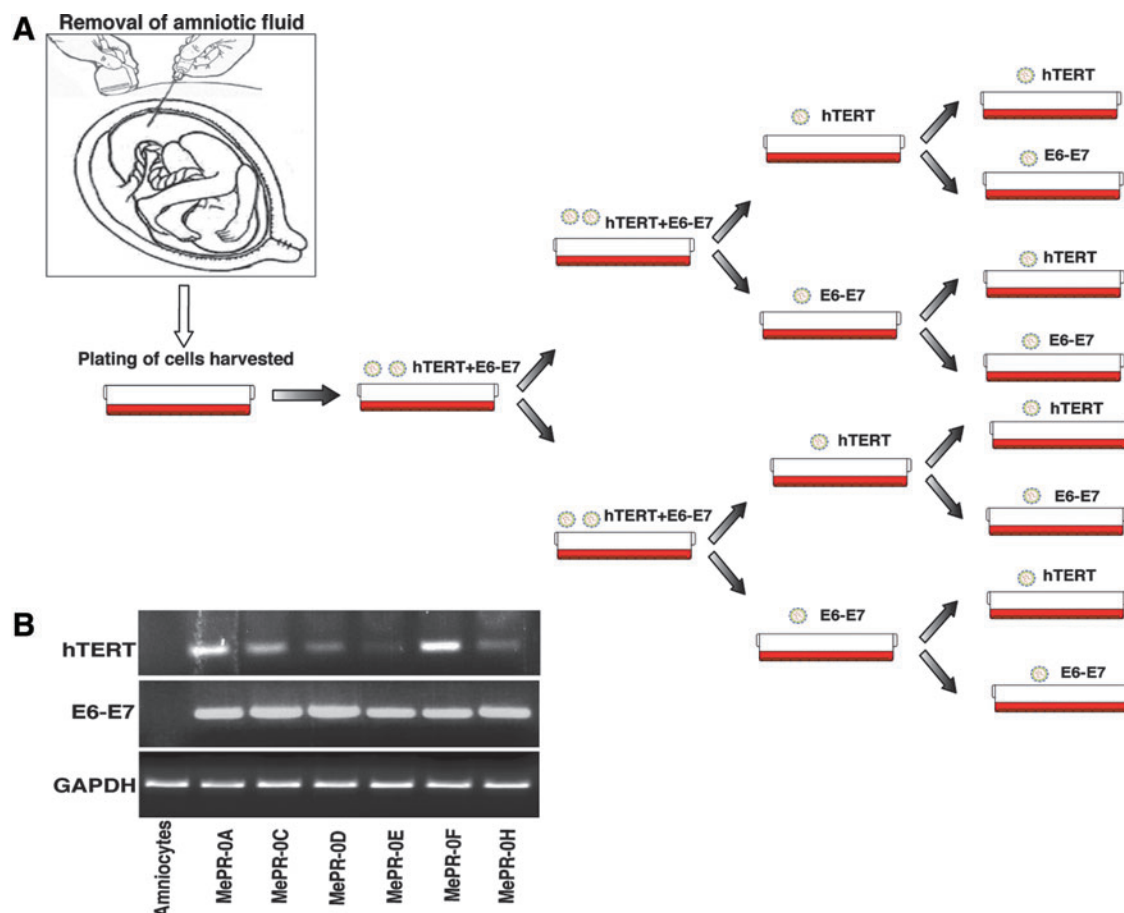 A
Removal of amniotic fluid
Plating of cells harvested
hTERT+E6-E7
hTERT+E6-E7
hTERT
hTERT
E6-E7
E6-E7
hTERT
E6-E7
hTERT+E6-E7
hTERT
hTERT
E6-E7
E6-E7
hTERT
E6-E7
B
hTERT
E6-E7
GAPDH
Amniocytes
MePR-0A
MePR-0C
MePR-0D
MePR-0E
MePR-0F
MePR-0H